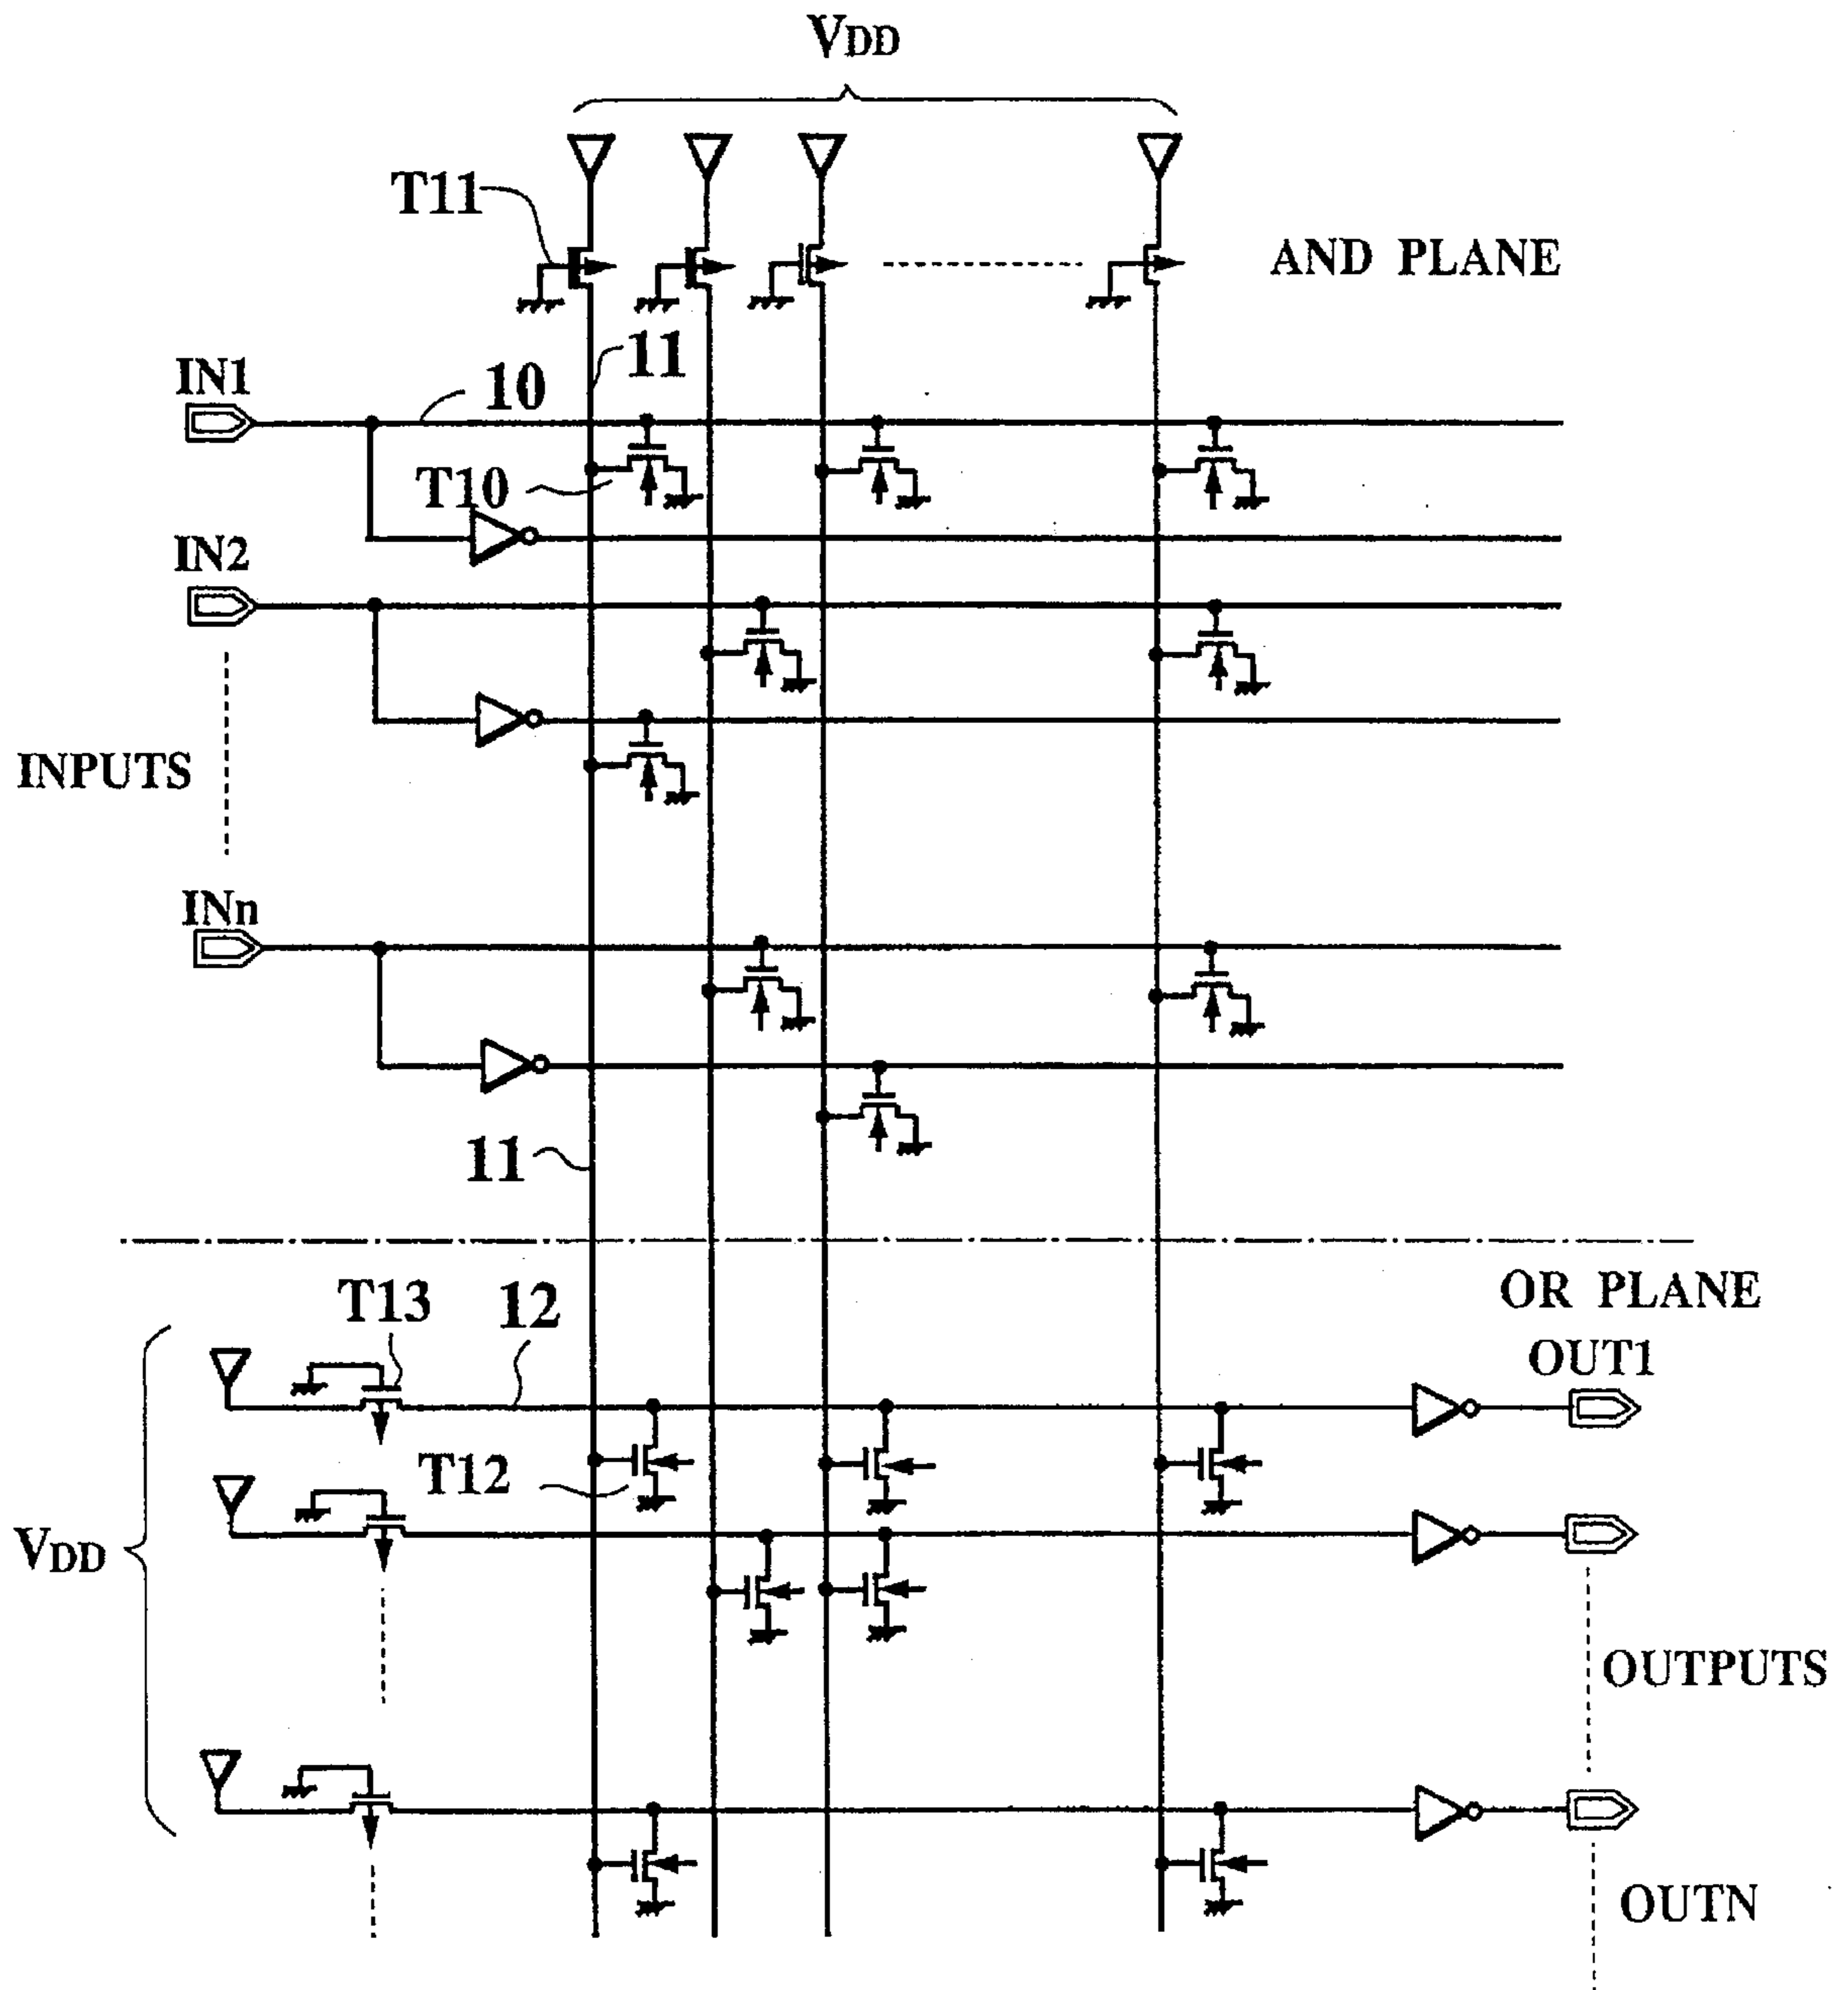 VDD
T11
AND PLANE
11
IN1
10
T10
IN2
INPUTS
INn
11
OR PLANE
T13
12
OUT1
T12
VDD
OUTPUTS
OUTN